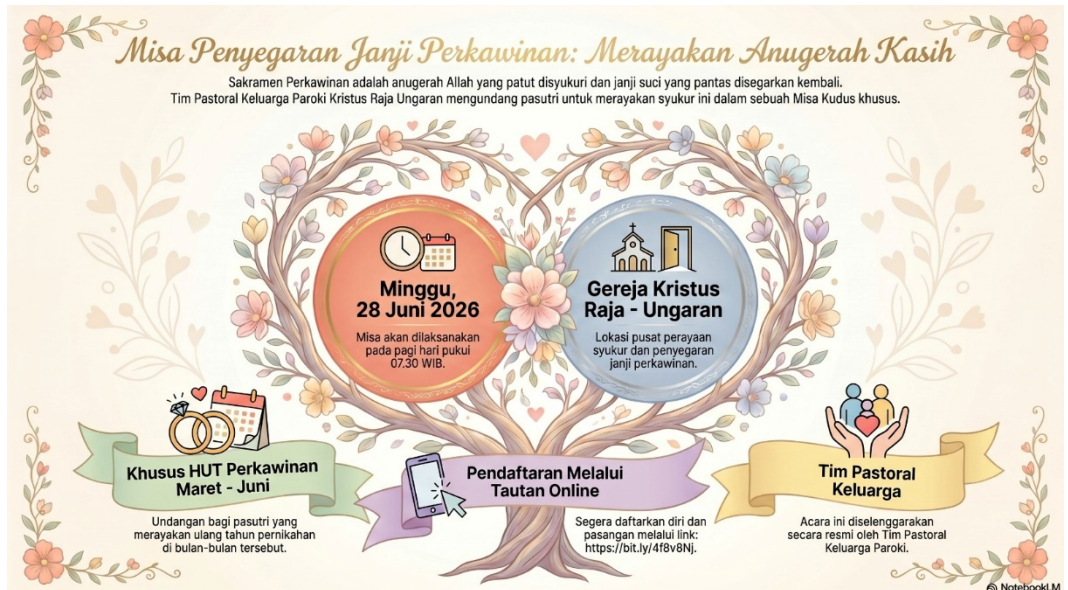 Misa Penyegaran Janji Perkawinan: Merayakan Anugerah Kasih
Sakramen Perkawinan adalah anugerah Allah yang patut disyukuri dan janji suci yang pantas disegarkan kembali.
Tim Pastoral Keluarga Paroki Kristus Raja Ungaran mengundang pasutri untuk merayakan syukur ini dalam sebuah Misa Kudus khusus.
Minggu,
28 Juni 2026
Misa akan dilaksanakan
pada pagi hari pukui
07.30 WIB.
Gereja Kristus
Raja - Ungaran
Lokasi pusat perayaan
syukur dan penyegaran
janji perkawinan.
Khusus HUT Perkawinan
Maret - Juni
Undangan bagi pasutri yang
merayakan ulang tahun pernikahan
di bulan-bulan tersebut.
Pendaftaran Melalui
Tautan Online
Segera daftarkan diri dan
pasangan melalui link:
https://bit.ly/4f8v8Nj.
Tim Pastoral
Keluarga
Acara ini diselenggarakan
secara resmi oleh Tim Pastoral
Keluarga Paroki.
NotebookLM